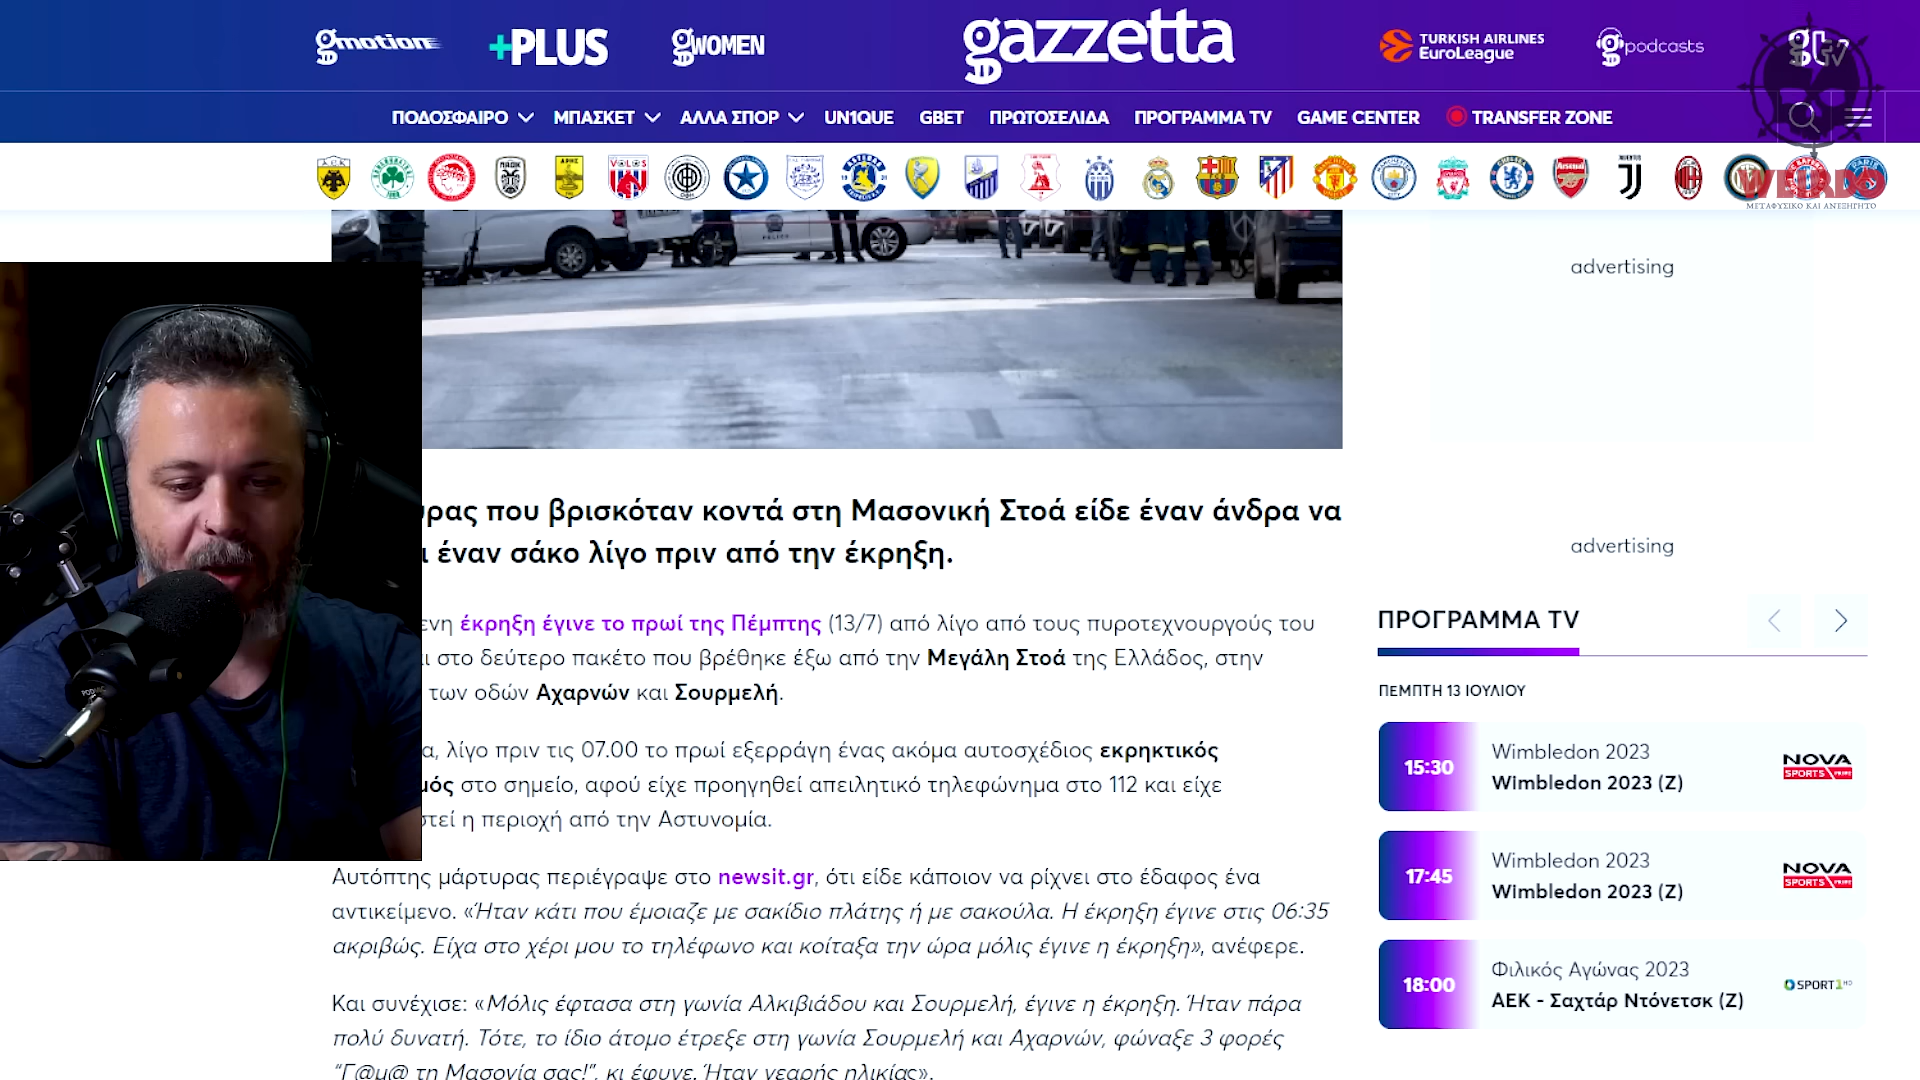 gmotion +PLUS gWOMEN gazzetta TURKISH AIRLINES EuroLeague podcasts
ΠΟΔΟΣΦΑΙΡΟ ΜΠΑΣΚΕΤ ΑΛΛΑ ΣΠΟΡ UN1QUE GBET ΠΡΩΤΟΣΕΛΙΔΑ ΠΡΟΓΡΑΜΜΑ TV GAME CENTER TRANSFER ZONE
WEIRDO
ΜΕΤΑΦΥΣΙΚΟ ΚΑΙ ΑΝΕΞΗΓΗΤΟ
που βρισκόταν κοντά στη Μασονική Στοά είδε έναν άνδρα να
έναν σάκο λίγο πριν από την έκρηξη.
έκρηξη έγινε το πρωί της Πέμπτης (13/7) από λίγο από τους πυροτεχνουργούς του
στο δεύτερο πακέτο που βρέθηκε έξω από την Μεγάλη Στοά της Ελλάδος, στην
των οδών Αχαρνών και Σουρμελή.
λίγο πριν τις 07.00 το πρωί εξερράγη ένας ακόμα αυτοσχέδιος εκρηκτικός
στο σημείο, αφού είχε προηγηθεί απειλητικό τηλεφώνημα στο 112 και είχε
η περιοχή από την Αστυνομία.
Αυτόπτης μάρτυρας περιέγραψε στο newsit.gr, ότι είδε κάποιον να ρίχνει στο έδαφος ένα
αντικείμενο. «Ήταν κάτι που έμοιαζε με σακίδιο πλάτης ή με σακούλα. Η έκρηξη έγινε στις 06:35
ακριβώς. Είχα στο χέρι μου το τηλέφωνο και κοίταξα την ώρα μόλις έγινε η έκρηξη», ανέφερε.
Και συνέχισε: «Μόλις έφτασα στη γωνία Αλκιβιάδου και Σουρμελή, έγινε η έκρηξη. Ήταν πάρα
πολύ δυνατή. Τότε, το ίδιο άτομο έτρεξε στη γωνία Σουρμελή και Αχαρνών, φώναξε 3 φορές
"Γ@μ@ τη Μασονία σας!", κι έφυγε. Ήταν νεαρής ηλικίας».
advertising
advertising
ΠΡΟΓΡΑΜΜΑ TV
ΠΕΜΠΤΗ 13 ΙΟΥΛΙΟΥ
15:30
Wimbledon 2023
Wimbledon 2023 (Ζ)
NOVA
SPORTS
17:45
Wimbledon 2023
Wimbledon 2023 (Ζ)
NOVA
SPORTS
18:00
Φιλικός Αγώνας 2023
ΑΕΚ - Σαχτάρ Ντόνετσκ (Ζ)
SPORT1HD